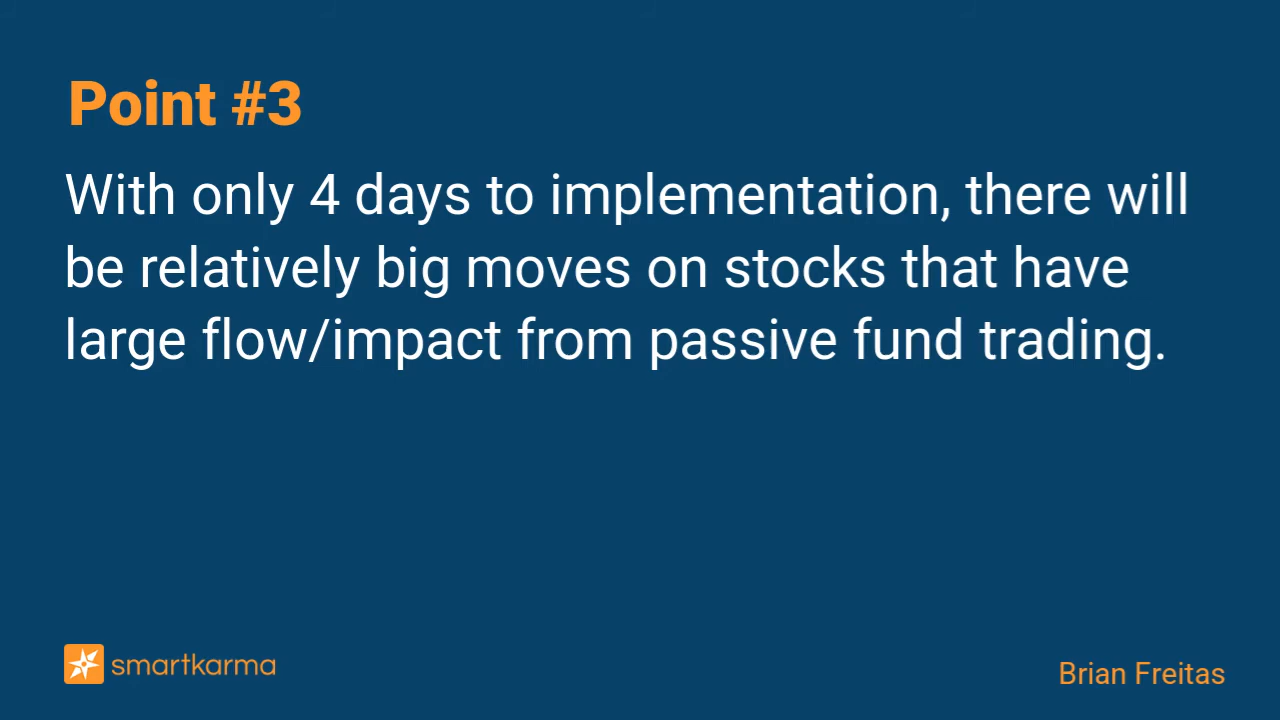 Point #3
With only 4 days to implementation, there will
be relatively big moves on stocks that have
large flow/impact from passive fund trading.
smartkarma
Brian Freitas